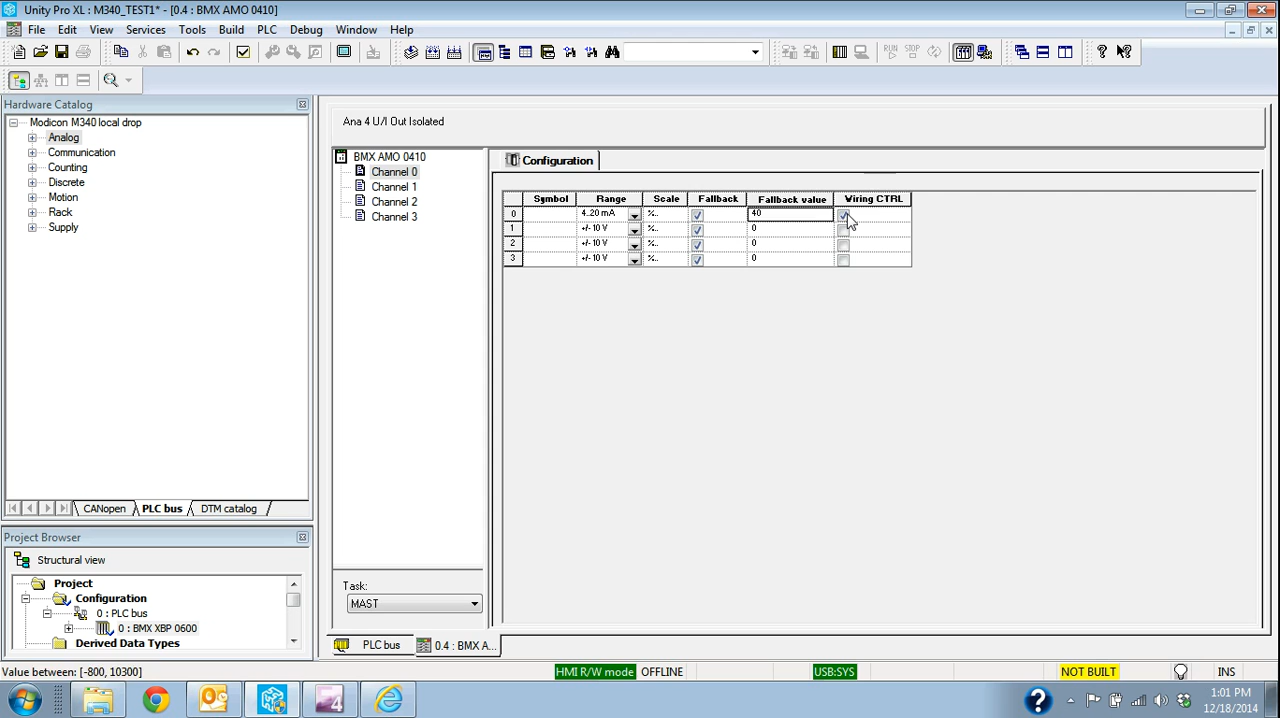 Unity Pro XL : M340_TEST1* - [0.4 : BMX AMO 0410]
File Edit View Services Tools Build PLC Debug Window Help
Hardware Catalog
Modicon M340 local drop
Analog
Communication
Counting
Discrete
Motion
Rack
Supply
CANopen PLC bus DTM catalog
Project Browser
Structural view
Project
Configuration
0 : PLC bus
0 : BMX XBP 0600
Derived Data Types
Ana 4 U/I Out Isolated
BMX AMO 0410
Channel 0
Channel 1
Channel 2
Channel 3
Task:
MAST
Configuration
Symbol Range Scale Fallback Fallback value Wiring CTRL
0 4..20 mA %.. 40
1 +/- 10 V %.. 0
2 +/- 10 V %.. 0
3 +/- 10 V %.. 0
PLC bus 0.4 : BMX A...
Value between: [-800, 10300] HMI R/W mode OFFLINE USB:SYS NOT BUILT INS
1:01 PM
12/18/2014